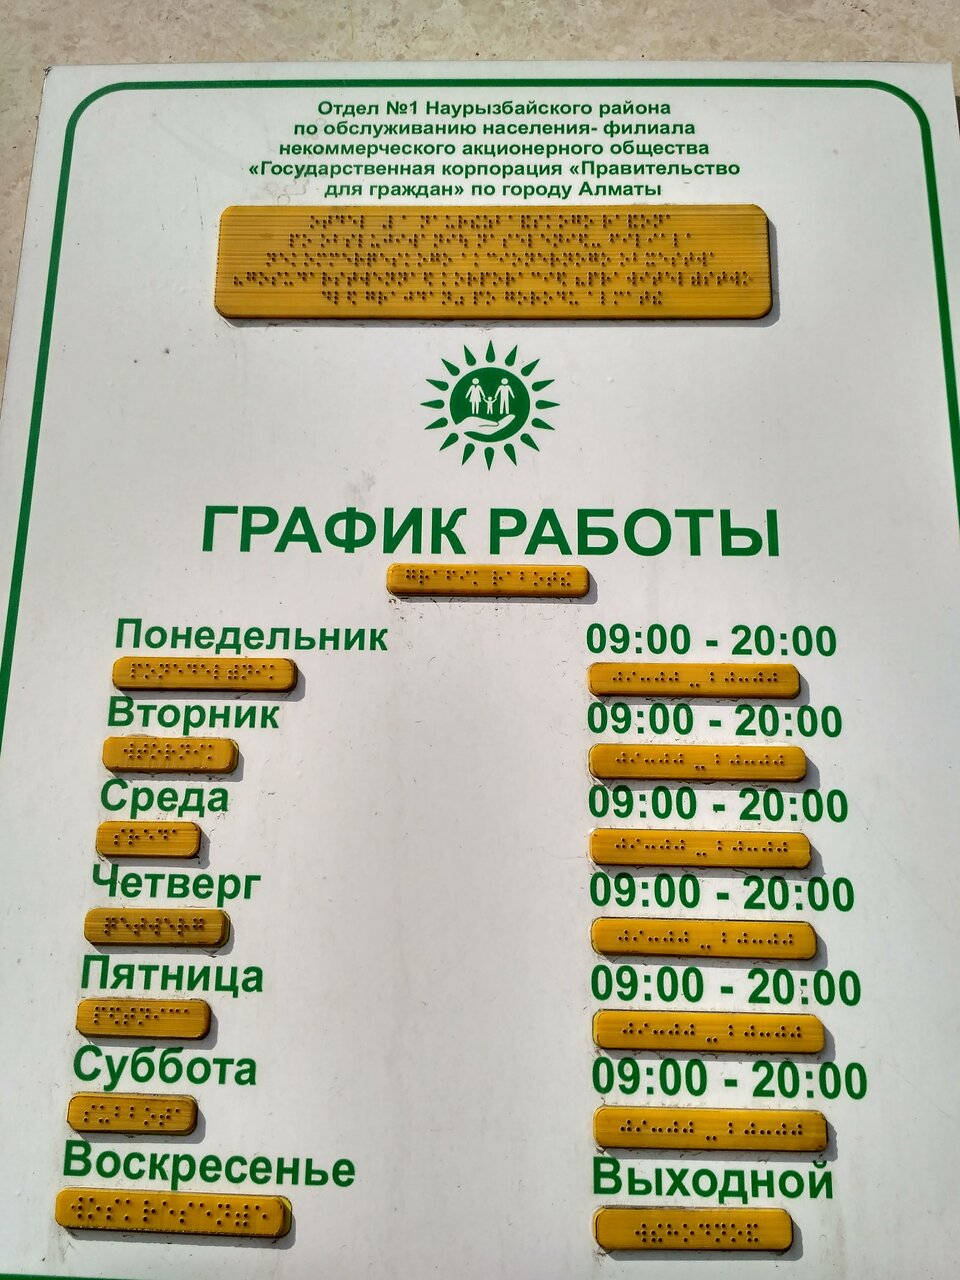 Отдел №1 Наурызбайского района
по обслуживанию населения- филиала
некоммерческого акционерного общества
«Государственная корпорация «Правительство
для граждан» по городу Алматы
ГРАФИК РАБОТЫ
Понедельник 09:00 - 20:00
Вторник 09:00 - 20:00
Среда 09:00 - 20:00
Четверг 09:00 - 20:00
Пятница 09:00 - 20:00
Суббота 09:00 - 20:00
Воскресенье Выходной